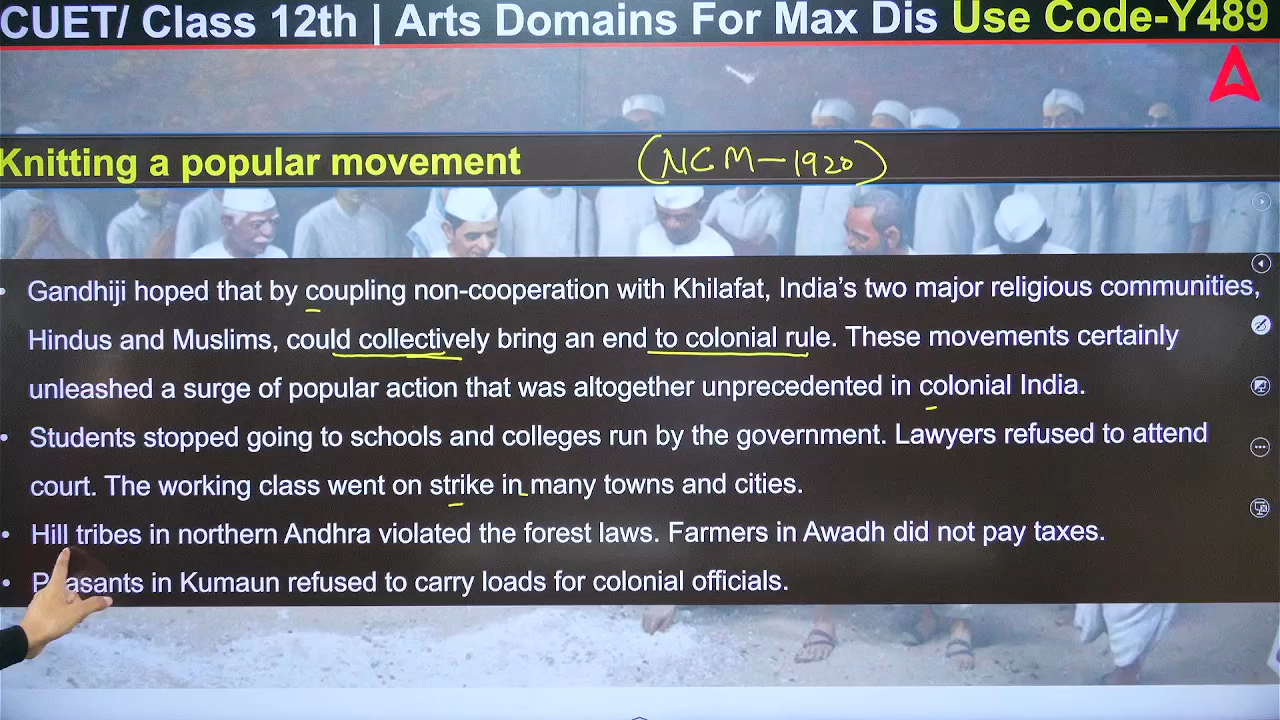 CUET/ Class 12th | Arts Domains For Max Dis Use Code-Y489
Knitting a popular movement (NCM-1920)
• Gandhiji hoped that by coupling non-cooperation with Khilafat, India's two major religious communities,
Hindus and Muslims, could collectively bring an end to colonial rule. These movements certainly
unleashed a surge of popular action that was altogether unprecedented in colonial India.
• Students stopped going to schools and colleges run by the government. Lawyers refused to attend
court. The working class went on strike in many towns and cities.
• Hill tribes in northern Andhra violated the forest laws. Farmers in Awadh did not pay taxes.
• Peasants in Kumaun refused to carry loads for colonial officials.